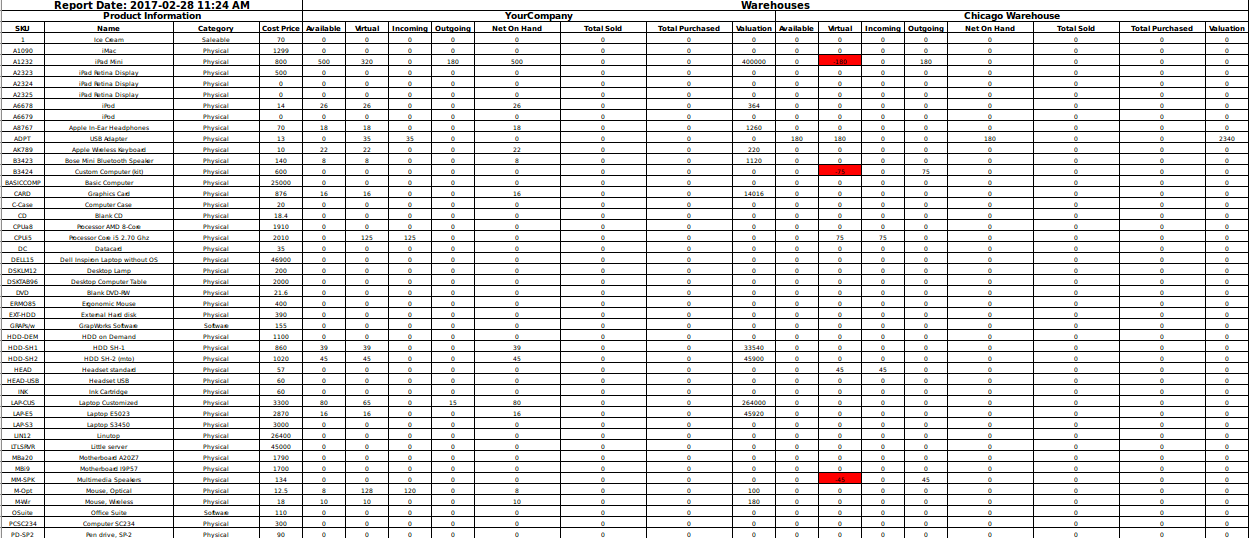 Report Date: 2017-02-28 11:24 AM Warehouses
Product Information YourCompany Chicago Warehouse
SKU Name Category Cost Price Available Virtual Incoming Outgoing Net On Hand Total Sold Total Purchased Valuation Available Virtual Incoming Outgoing Net On Hand Total Sold Total Purchased Valuation
1 Ice Cream Saleable 70 0 0 0 0 0 0 0 0 0 0 0 0 0 0 0 0
A1090 iMac Physical 1299 0 0 0 0 0 0 0 0 0 0 0 0 0 0 0 0
A1232 iPad Mini Physical 800 500 320 0 180 500 0 0 400000 0 -180 0 180 0 0 0 0
A2323 iPad Retina Display Physical 500 0 0 0 0 0 0 0 0 0 0 0 0 0 0 0 0
A2324 iPad Retina Display Physical 0 0 0 0 0 0 0 0 0 0 0 0 0 0 0 0 0
A2325 iPad Retina Display Physical 0 0 0 0 0 0 0 0 0 0 0 0 0 0 0 0 0
A6678 iPod Physical 14 26 26 0 0 26 0 0 364 0 0 0 0 0 0 0 0
A6679 iPod Physical 0 0 0 0 0 0 0 0 0 0 0 0 0 0 0 0 0
A8767 Apple In-Ear Headphones Physical 70 18 18 0 0 18 0 0 1260 0 0 0 0 0 0 0 0
ADPT USB Adapter Physical 13 0 35 35 0 0 0 0 0 180 180 0 0 180 0 0 2340
AK789 Apple Wireless Keyboard Physical 10 22 22 0 0 22 0 0 220 0 0 0 0 0 0 0 0
B3423 Bose Mini Bluetooth Speaker Physical 140 8 8 0 0 8 0 0 1120 0 0 0 0 0 0 0 0
B3424 Custom Computer (kit) Physical 600 0 0 0 0 0 0 0 0 0 -75 0 75 0 0 0 0
BASICCOMP Basic Computer Physical 25000 0 0 0 0 0 0 0 0 0 0 0 0 0 0 0 0
CARD Graphics Card Physical 876 16 16 0 0 16 0 0 14016 0 0 0 0 0 0 0 0
C-Case Computer Case Physical 20 0 0 0 0 0 0 0 0 0 0 0 0 0 0 0 0
CD Blank CD Physical 18.4 0 0 0 0 0 0 0 0 0 0 0 0 0 0 0 0
CPUa8 Processor AMD 8-Core Physical 1910 0 0 0 0 0 0 0 0 0 0 0 0 0 0 0 0
CPUi5 Processor Core i5 2.70 Ghz Physical 2010 0 125 125 0 0 0 0 0 0 75 75 0 0 0 0 0
DC Datacard Physical 35 0 0 0 0 0 0 0 0 0 0 0 0 0 0 0 0
DELL15 Dell Inspiron Laptop without OS Physical 46900 0 0 0 0 0 0 0 0 0 0 0 0 0 0 0 0
DSKLM12 Desktop Lamp Physical 200 0 0 0 0 0 0 0 0 0 0 0 0 0 0 0 0
DSKTAB96 Desktop Computer Table Physical 2000 0 0 0 0 0 0 0 0 0 0 0 0 0 0 0 0
DVD Blank DVD-RW Physical 21.6 0 0 0 0 0 0 0 0 0 0 0 0 0 0 0 0
ERMO85 Ergonomic Mouse Physical 400 0 0 0 0 0 0 0 0 0 0 0 0 0 0 0 0
EXT-HDD External Hard disk Physical 390 0 0 0 0 0 0 0 0 0 0 0 0 0 0 0 0
GRAPs/w GrapWorks Software Software 155 0 0 0 0 0 0 0 0 0 0 0 0 0 0 0 0
HDD-DEM HDD on Demand Physical 1100 0 0 0 0 0 0 0 0 0 0 0 0 0 0 0 0
HDD-SH1 HDD SH-1 Physical 860 39 39 0 0 39 0 0 33540 0 0 0 0 0 0 0 0
HDD-SH2 HDD SH-2 (mto) Physical 1020 45 45 0 0 45 0 0 45900 0 0 0 0 0 0 0 0
HEAD Headset standard Physical 57 0 0 0 0 0 0 0 0 0 45 45 0 0 0 0 0
HEAD-USB Headset USB Physical 60 0 0 0 0 0 0 0 0 0 0 0 0 0 0 0 0
INK Ink Cartridge Physical 60 0 0 0 0 0 0 0 0 0 0 0 0 0 0 0 0
LAP-CUS Laptop Customized Physical 3300 80 65 0 15 80 0 0 264000 0 0 0 0 0 0 0 0
LAP-E5 Laptop E5023 Physical 2870 16 16 0 0 16 0 0 45920 0 0 0 0 0 0 0 0
LAP-S3 Laptop S3450 Physical 3000 0 0 0 0 0 0 0 0 0 0 0 0 0 0 0 0
LIN12 Linutop Physical 26400 0 0 0 0 0 0 0 0 0 0 0 0 0 0 0 0
LTLSRVR Little server Physical 45000 0 0 0 0 0 0 0 0 0 0 0 0 0 0 0 0
MBa20 Motherboard A20Z7 Physical 1790 0 0 0 0 0 0 0 0 0 0 0 0 0 0 0 0
MBi9 Motherboard I9P57 Physical 1700 0 0 0 0 0 0 0 0 0 0 0 0 0 0 0 0
MM-SPK Multimedia Speakers Physical 134 0 0 0 0 0 0 0 0 0 -45 0 45 0 0 0 0
M-Opt Mouse, Optical Physical 12.5 8 128 120 0 8 0 0 100 0 0 0 0 0 0 0 0
M-Wir Mouse, Wireless Physical 18 10 10 0 0 10 0 0 180 0 0 0 0 0 0 0 0
OSuite Office Suite Software 110 0 0 0 0 0 0 0 0 0 0 0 0 0 0 0 0
PCSC234 Computer SC234 Physical 300 0 0 0 0 0 0 0 0 0 0 0 0 0 0 0 0
PD-SP2 Pen drive, SP-2 Physical 90 0 0 0 0 0 0 0 0 0 0 0 0 0 0 0 0